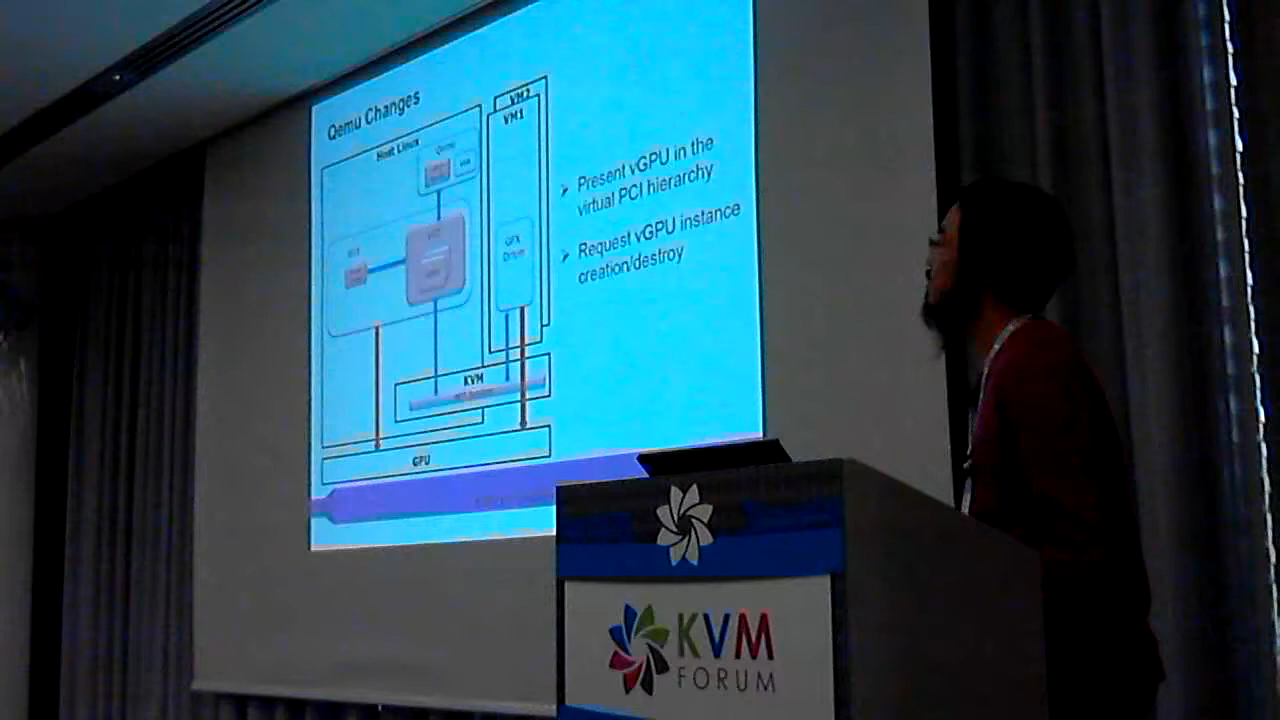 Qemu Changes
Host Linux
Qemu
VM2
VM1
GFX
Driver
KVM
GPU
Present vGPU in the
virtual PCI hierarchy
Request vGPU instance
creation/destroy
KVM
FORUM